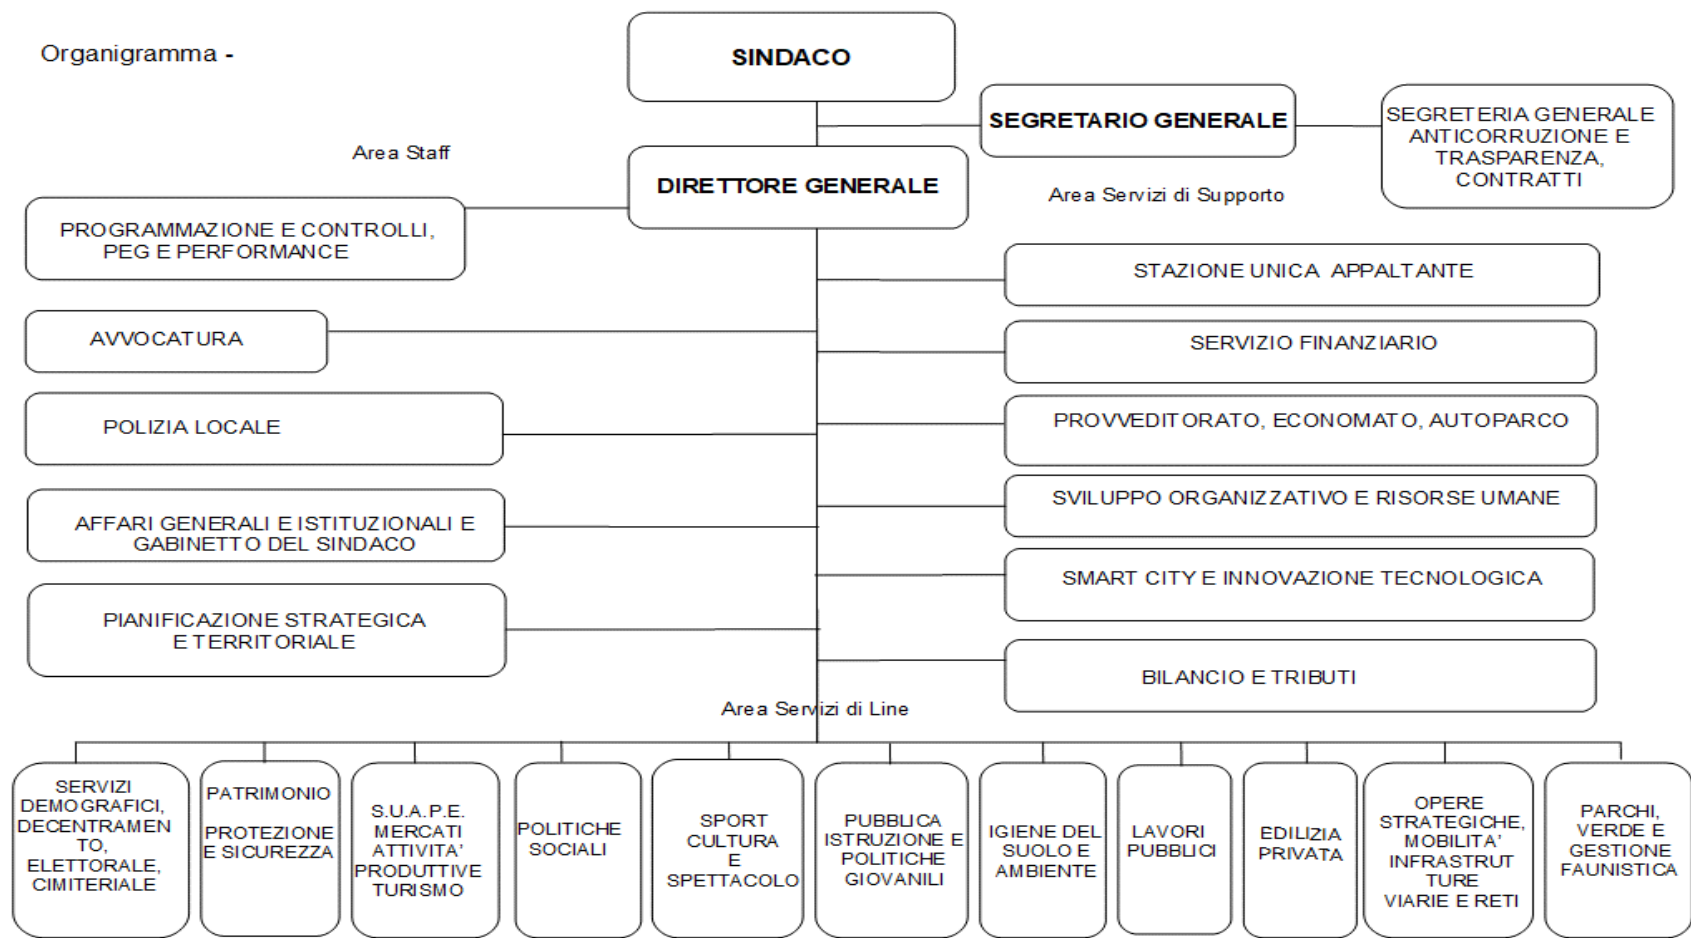 Organigramma -
SINDACO
SEGRETARIO GENERALE
SEGRETERIA GENERALE
ANTICORRUZIONE E
TRASPARENZA,
CONTRATTI
Area Staff
DIRETTORE GENERALE
Area Servizi di Supporto
PROGRAMMAZIONE E CONTROLLI,
PEG E PERFORMANCE
AVVOCATURA
POLIZIA LOCALE
AFFARI GENERALI E ISTITUZIONALI E
GABINETTO DEL SINDACO
PIANIFICAZIONE STRATEGICA
E TERRITORIALE
STAZIONE UNICA APPALTANTE
SERVIZIO FINANZIARIO
PROVVEDITORATO, ECONOMATO, AUTOPARCO
SVILUPPO ORGANIZZATIVO E RISORSE UMANE
SMART CITY E INNOVAZIONE TECNOLOGICA
BILANCIO E TRIBUTI
Area Servizi di Line
SERVIZI
DEMOGRAFICI,
DECENTRAMEN
TO,
ELETTORALE,
CIMITERIALE
PATRIMONIO
PROTEZIONE
E SICUREZZA
S.U.A.P.E.
MERCATI
ATTIVITA'
PRODUTTIVE
TURISMO
POLITICHE
SOCIALI
SPORT
CULTURA
E
SPETTACOLO
PUBBLICA
ISTRUZIONE E
POLITICHE
GIOVANILI
IGIENE DEL
SUOLO E
AMBIENTE
LAVORI
PUBBLICI
EDILIZIA
PRIVATA
OPERE
STRATEGICHE,
MOBILITA'
INFRASTRUT
TURE
VIARIE E RETI
PARCHI,
VERDE E
GESTIONE
FAUNISTICA